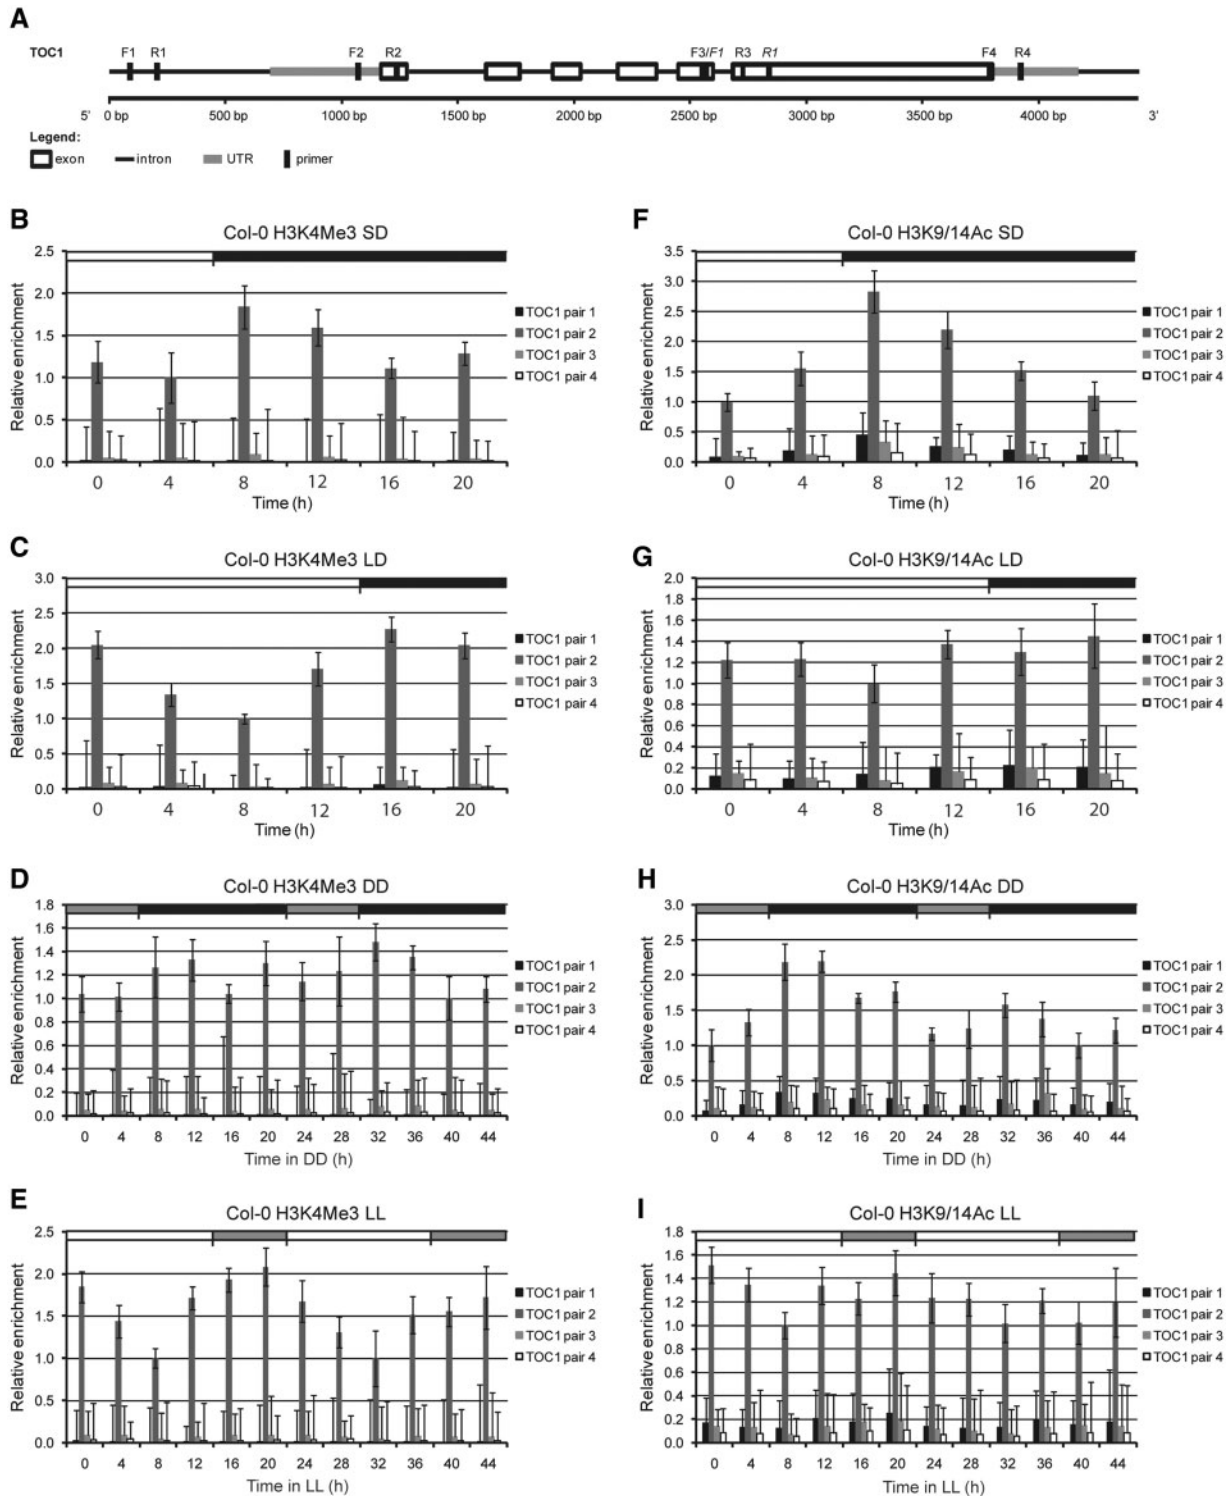 A
TOC1 F1 R1 F2 R2 F3/F1 R3 R1 F4 R4
5' 0 bp 500 bp 1000 bp 1500 bp 2000 bp 2500 bp 3000 bp 3500 bp 4000 bp 3'
Legend:
exon intron UTR primer
B
Col-0 H3K4Me3 SD
2.5
2.0
1.5
1.0
0.5
0.0
Relative enrichment
0 4 8 12 16 20
Time (h)
TOC1 pair 1
TOC1 pair 2
TOC1 pair 3
TOC1 pair 4
F
Col-0 H3K9/14Ac SD
3.5
3.0
2.5
2.0
1.5
1.0
0.5
0.0
Relative enrichment
0 4 8 12 16 20
Time (h)
TOC1 pair 1
TOC1 pair 2
TOC1 pair 3
TOC1 pair 4
C
Col-0 H3K4Me3 LD
3.0
2.5
2.0
1.5
1.0
0.5
0.0
Relative enrichment
0 4 8 12 16 20
Time (h)
TOC1 pair 1
TOC1 pair 2
TOC1 pair 3
TOC1 pair 4
G
Col-0 H3K9/14Ac LD
2.0
1.8
1.6
1.4
1.2
1.0
0.8
0.6
0.4
0.2
0.0
Relative enrichment
0 4 8 12 16 20
Time (h)
TOC1 pair 1
TOC1 pair 2
TOC1 pair 3
TOC1 pair 4
D
Col-0 H3K4Me3 DD
1.8
1.6
1.4
1.2
1.0
0.8
0.6
0.4
0.2
0.0
Relative enrichment
0 4 8 12 16 20 24 28 32 36 40 44
Time in DD (h)
TOC1 pair 1
TOC1 pair 2
TOC1 pair 3
TOC1 pair 4
H
Col-0 H3K9/14Ac DD
3.0
2.5
2.0
1.5
1.0
0.5
0.0
Relative enrichment
0 4 8 12 16 20 24 28 32 36 40 44
Time in DD (h)
TOC1 pair 1
TOC1 pair 2
TOC1 pair 3
TOC1 pair 4
E
Col-0 H3K4Me3 LL
2.5
2.0
1.5
1.0
0.5
0.0
Relative enrichment
0 4 8 12 16 20 24 28 32 36 40 44
Time in LL (h)
TOC1 pair 1
TOC1 pair 2
TOC1 pair 3
TOC1 pair 4
I
Col-0 H3K9/14Ac LL
1.8
1.6
1.4
1.2
1.0
0.8
0.6
0.4
0.2
0.0
Relative enrichment
0 4 8 12 16 20 24 28 32 36 40 44
Time in LL (h)
TOC1 pair 1
TOC1 pair 2
TOC1 pair 3
TOC1 pair 4